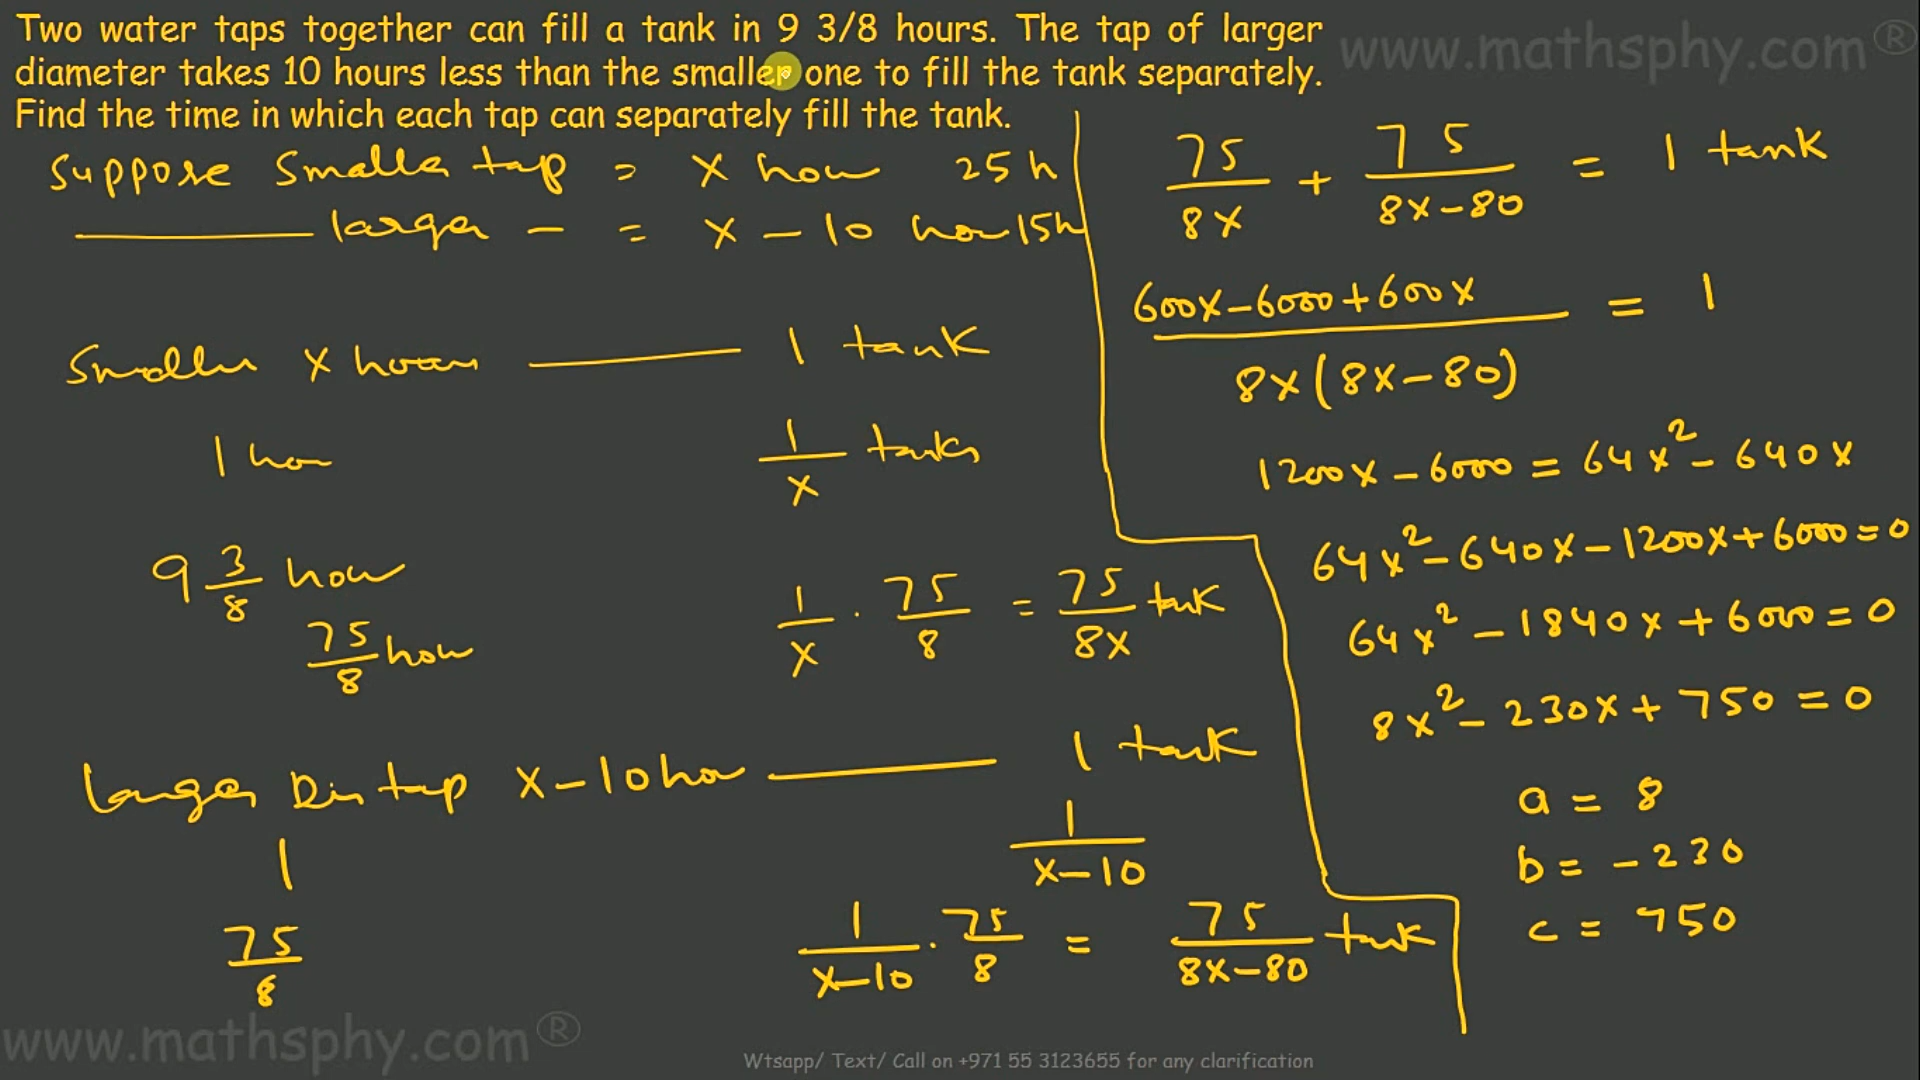 Two water taps together can fill a tank in 9 3/8 hours. The tap of larger
diameter takes 10 hours less than the smaller one to fill the tank separately.
Find the time in which each tap can separately fill the tank.
www.mathsphy.com®
suppose smaller tap = x hour 25 h
larger - = x - 10 hour 15h
Smaller x hours 1 tank
1 hour 1/x tanks
9 3/8 hour
75/8 hour 1/x . 75/8 = 75/8x tank
larger Dia tap x-10 hour 1 tank
1 1/x-10
75/8 1/x-10 . 75/8 = 75/8x-80 tank
75/8x + 75/8x-80 = 1 tank
600x-6000+600x/8x(8x-80) = 1
1200x - 6000 = 64x² - 640x
64x² - 640x - 1200x + 6000 = 0
64x² - 1840x + 6000 = 0
8x² - 230x + 750 = 0
a = 8
b = -230
c = 750
www.mathsphy.com®
Wtsapp/ Text/ Call on +971 55 3123655 for any clarification